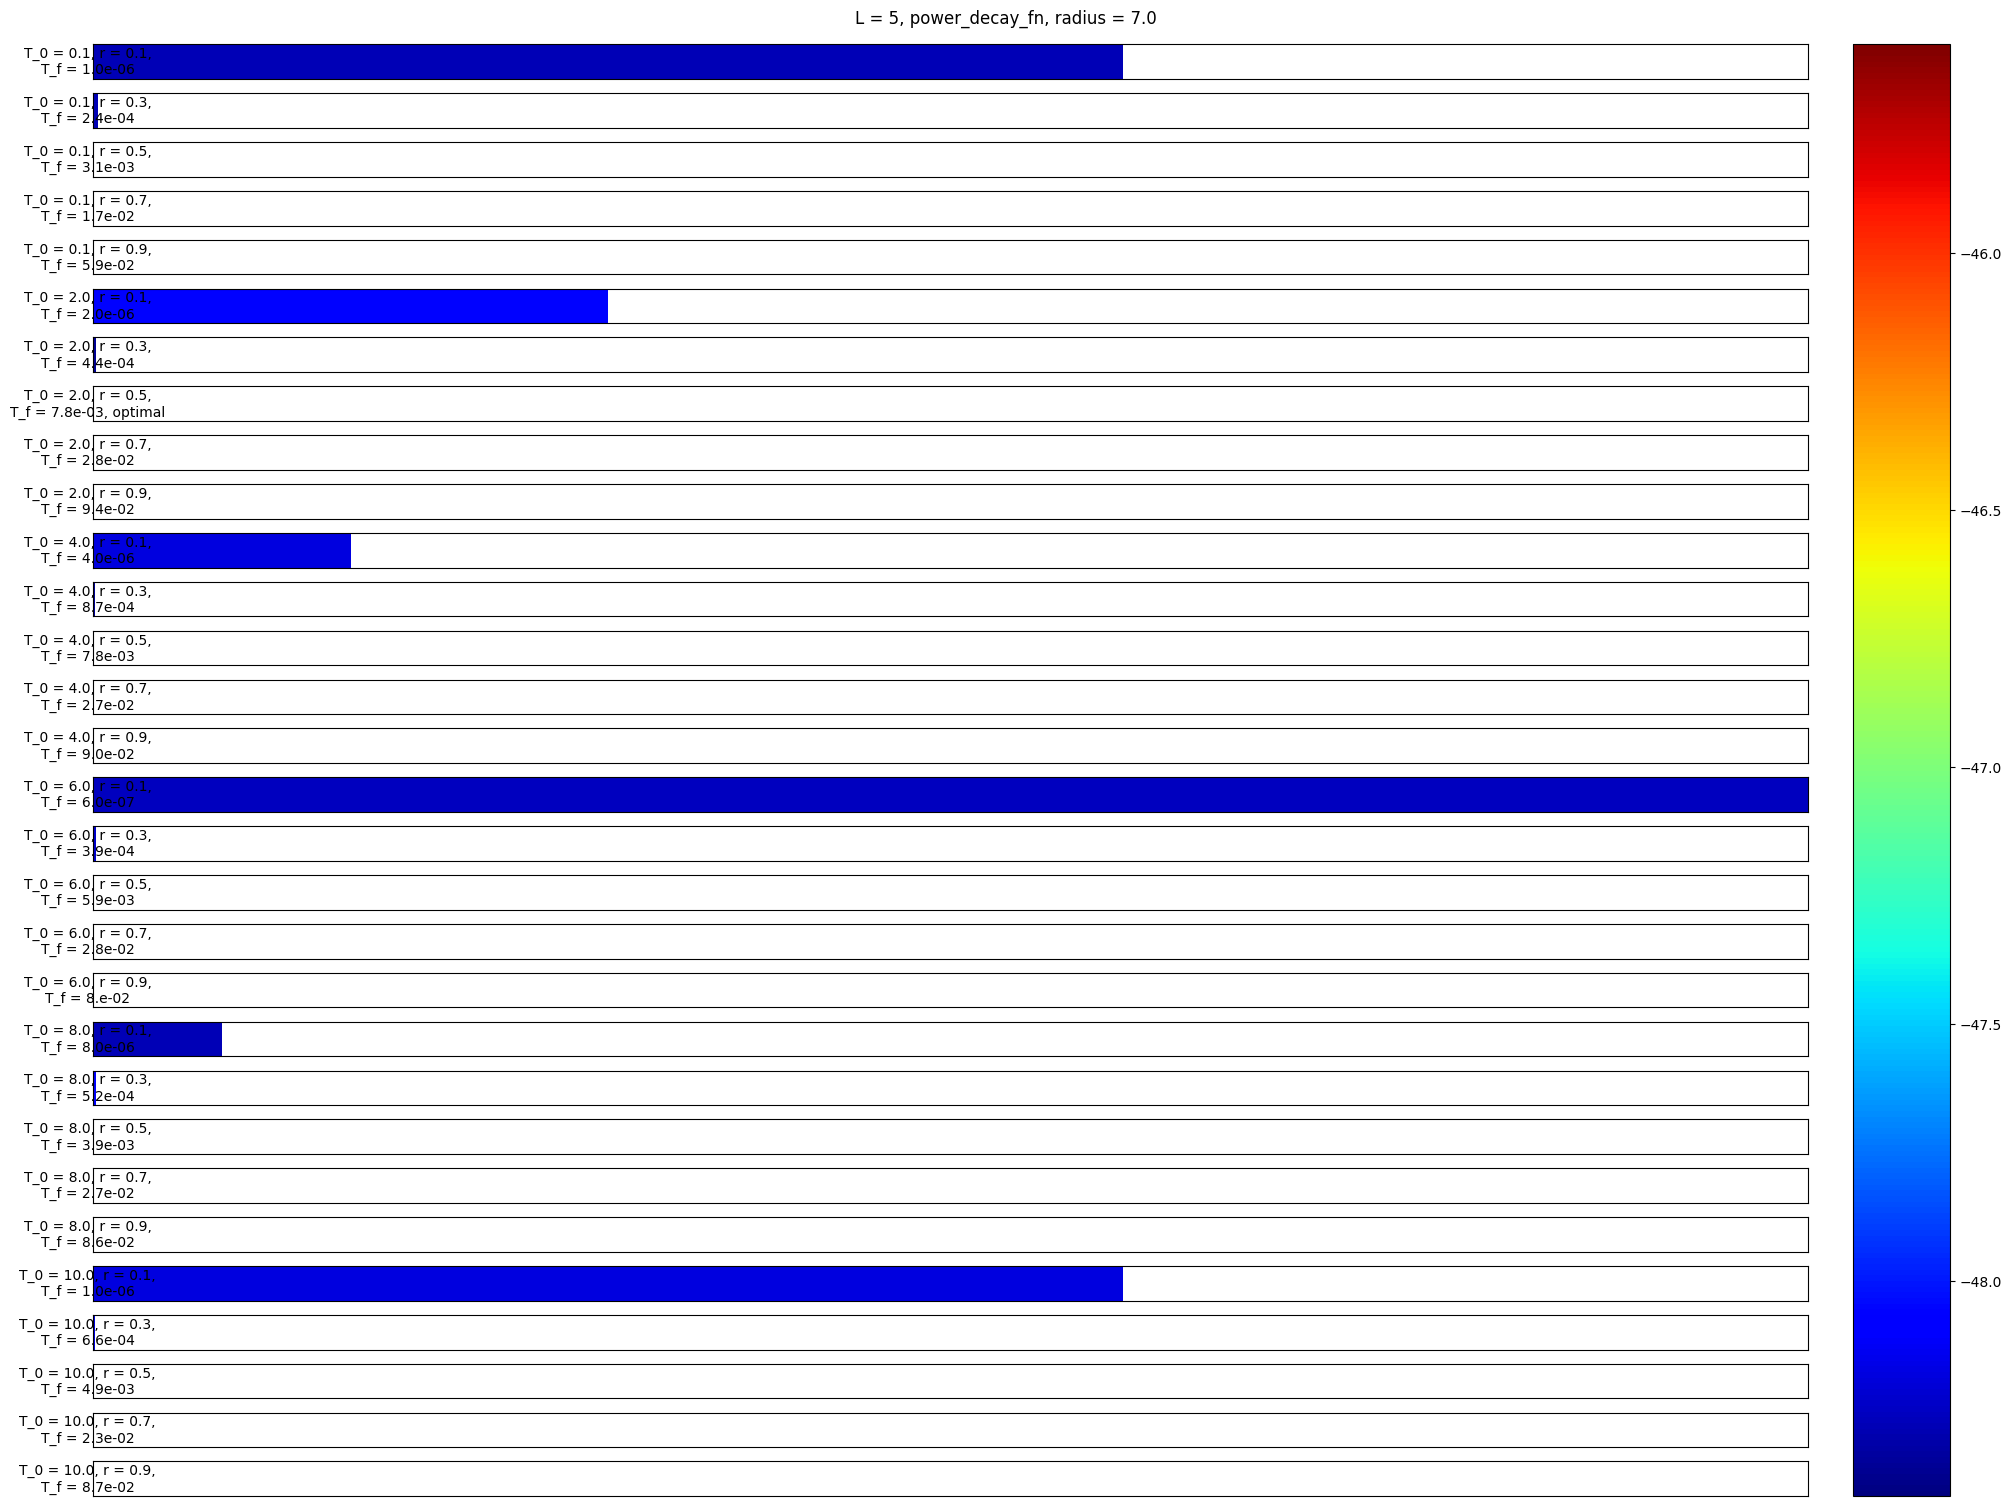 L = 5, power_decay_fn, radius = 7.0
T_0 = 0.1, r = 0.1,
T_f = 1.0e-06
T_0 = 0.1, r = 0.3,
T_f = 2.4e-04
T_0 = 0.1, r = 0.5,
T_f = 3.1e-03
T_0 = 0.1, r = 0.7,
T_f = 1.7e-02
T_0 = 0.1, r = 0.9,
T_f = 5.9e-02
T_0 = 2.0, r = 0.1,
T_f = 2.0e-06
T_0 = 2.0, r = 0.3,
T_f = 4.4e-04
T_0 = 2.0, r = 0.5,
T_f = 7.8e-03, optimal
T_0 = 2.0, r = 0.7,
T_f = 2.8e-02
T_0 = 2.0, r = 0.9,
T_f = 9.4e-02
T_0 = 4.0, r = 0.1,
T_f = 4.0e-06
T_0 = 4.0, r = 0.3,
T_f = 8.7e-04
T_0 = 4.0, r = 0.5,
T_f = 7.8e-03
T_0 = 4.0, r = 0.7,
T_f = 2.7e-02
T_0 = 4.0, r = 0.9,
T_f = 9.0e-02
T_0 = 6.0, r = 0.1,
T_f = 6.0e-07
T_0 = 6.0, r = 0.3,
T_f = 3.9e-04
T_0 = 6.0, r = 0.5,
T_f = 5.9e-03
T_0 = 6.0, r = 0.7,
T_f = 2.8e-02
T_0 = 6.0, r = 0.9,
T_f = 8.e-02
T_0 = 8.0, r = 0.1,
T_f = 8.0e-06
T_0 = 8.0, r = 0.3,
T_f = 5.2e-04
T_0 = 8.0, r = 0.5,
T_f = 3.9e-03
T_0 = 8.0, r = 0.7,
T_f = 2.7e-02
T_0 = 8.0, r = 0.9,
T_f = 8.6e-02
T_0 = 10.0, r = 0.1,
T_f = 1.0e-06
T_0 = 10.0, r = 0.3,
T_f = 6.6e-04
T_0 = 10.0, r = 0.5,
T_f = 4.9e-03
T_0 = 10.0, r = 0.7,
T_f = 2.3e-02
T_0 = 10.0, r = 0.9,
T_f = 8.7e-02
−46.0
−46.5
−47.0
−47.5
−48.0